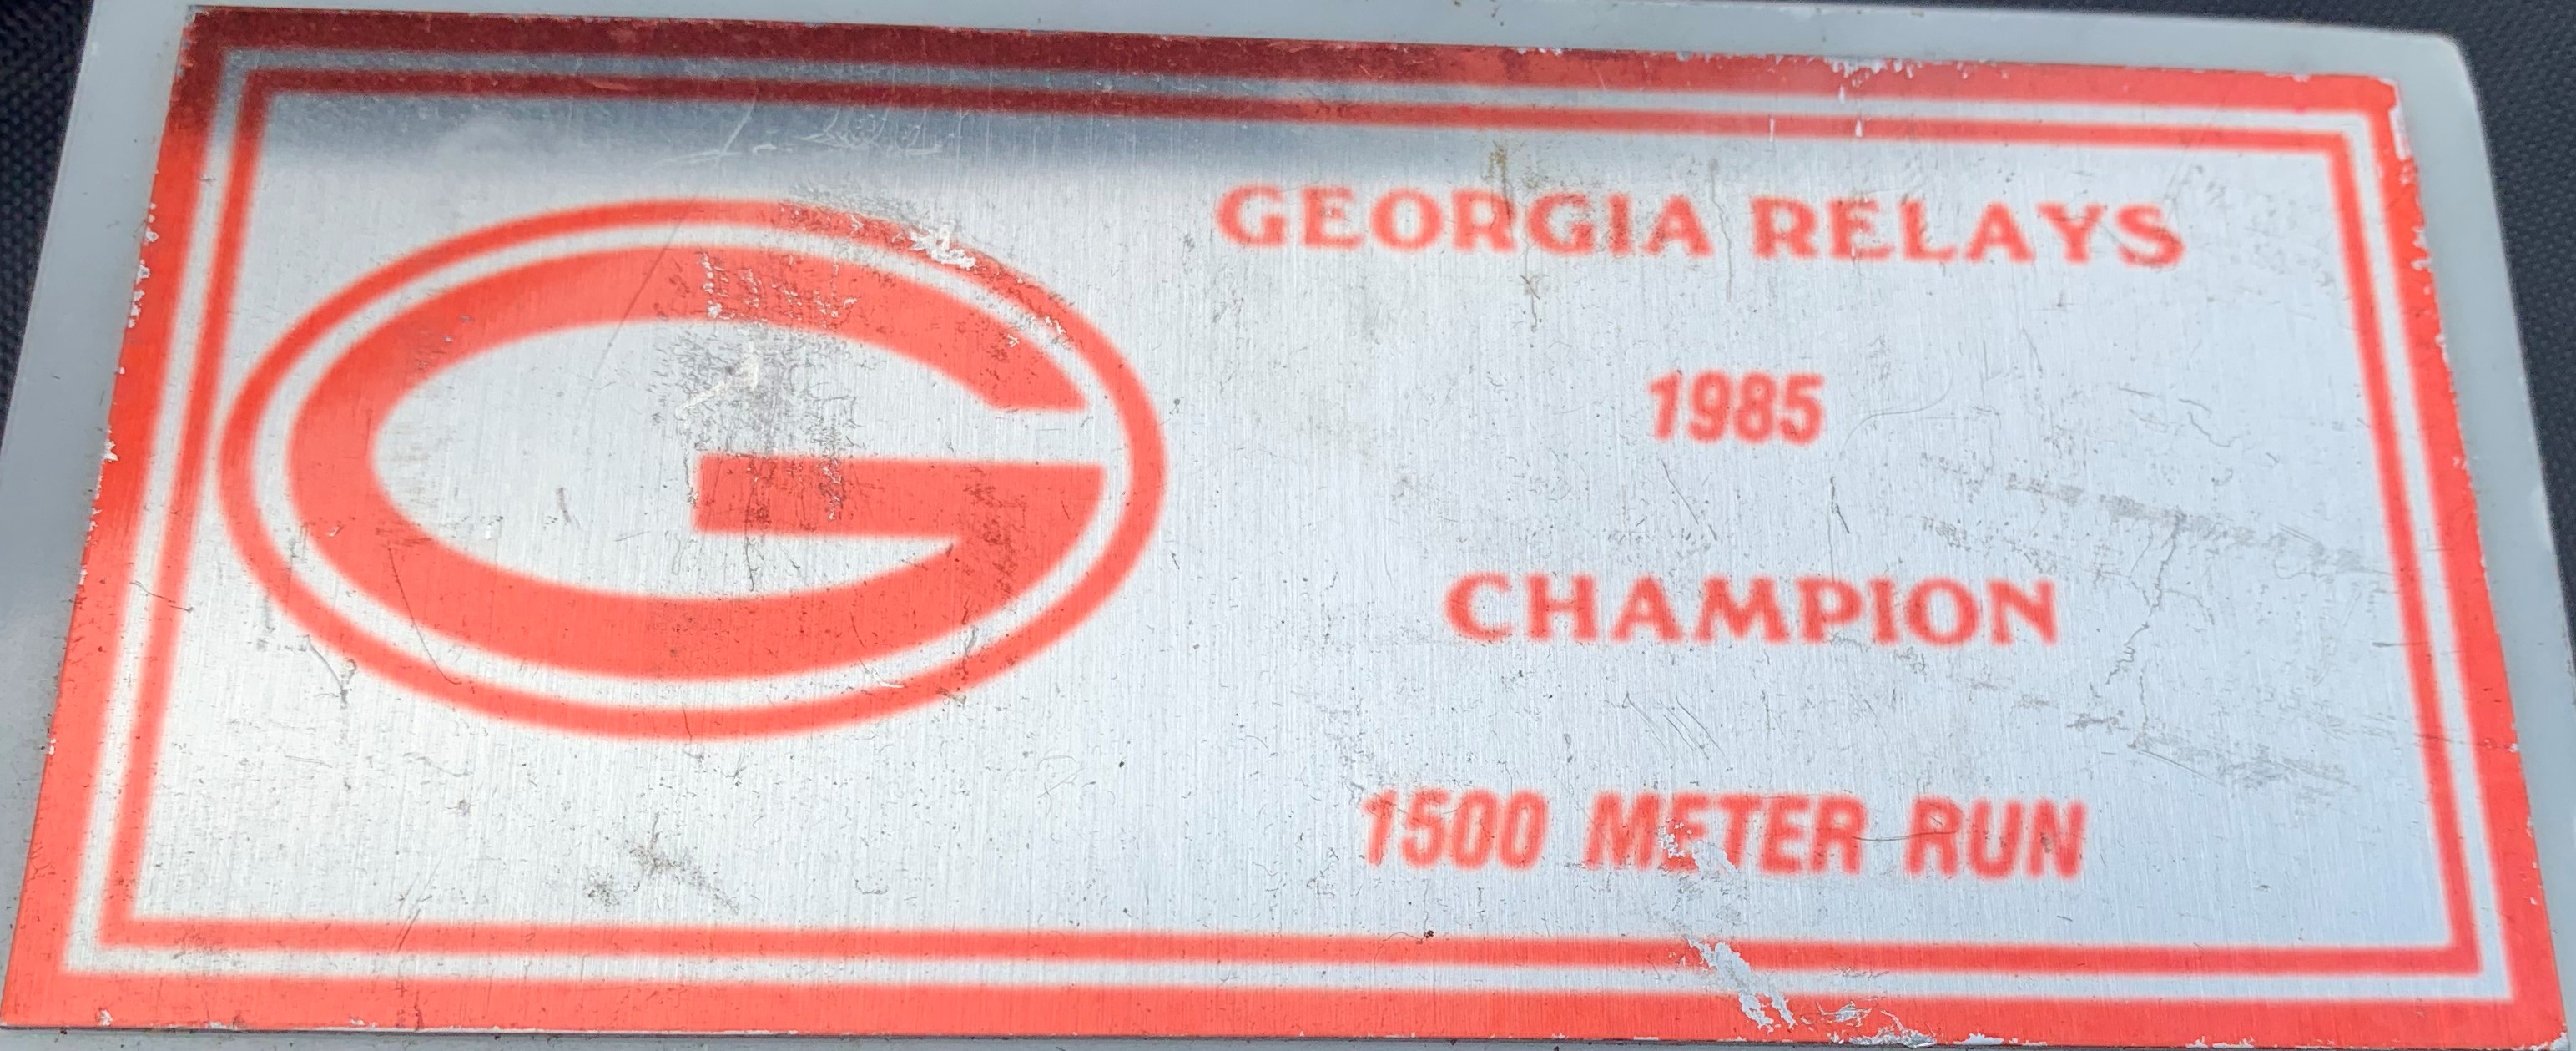 G
GEORGIA RELAYS
1985
CHAMPION
1500 METER RUN